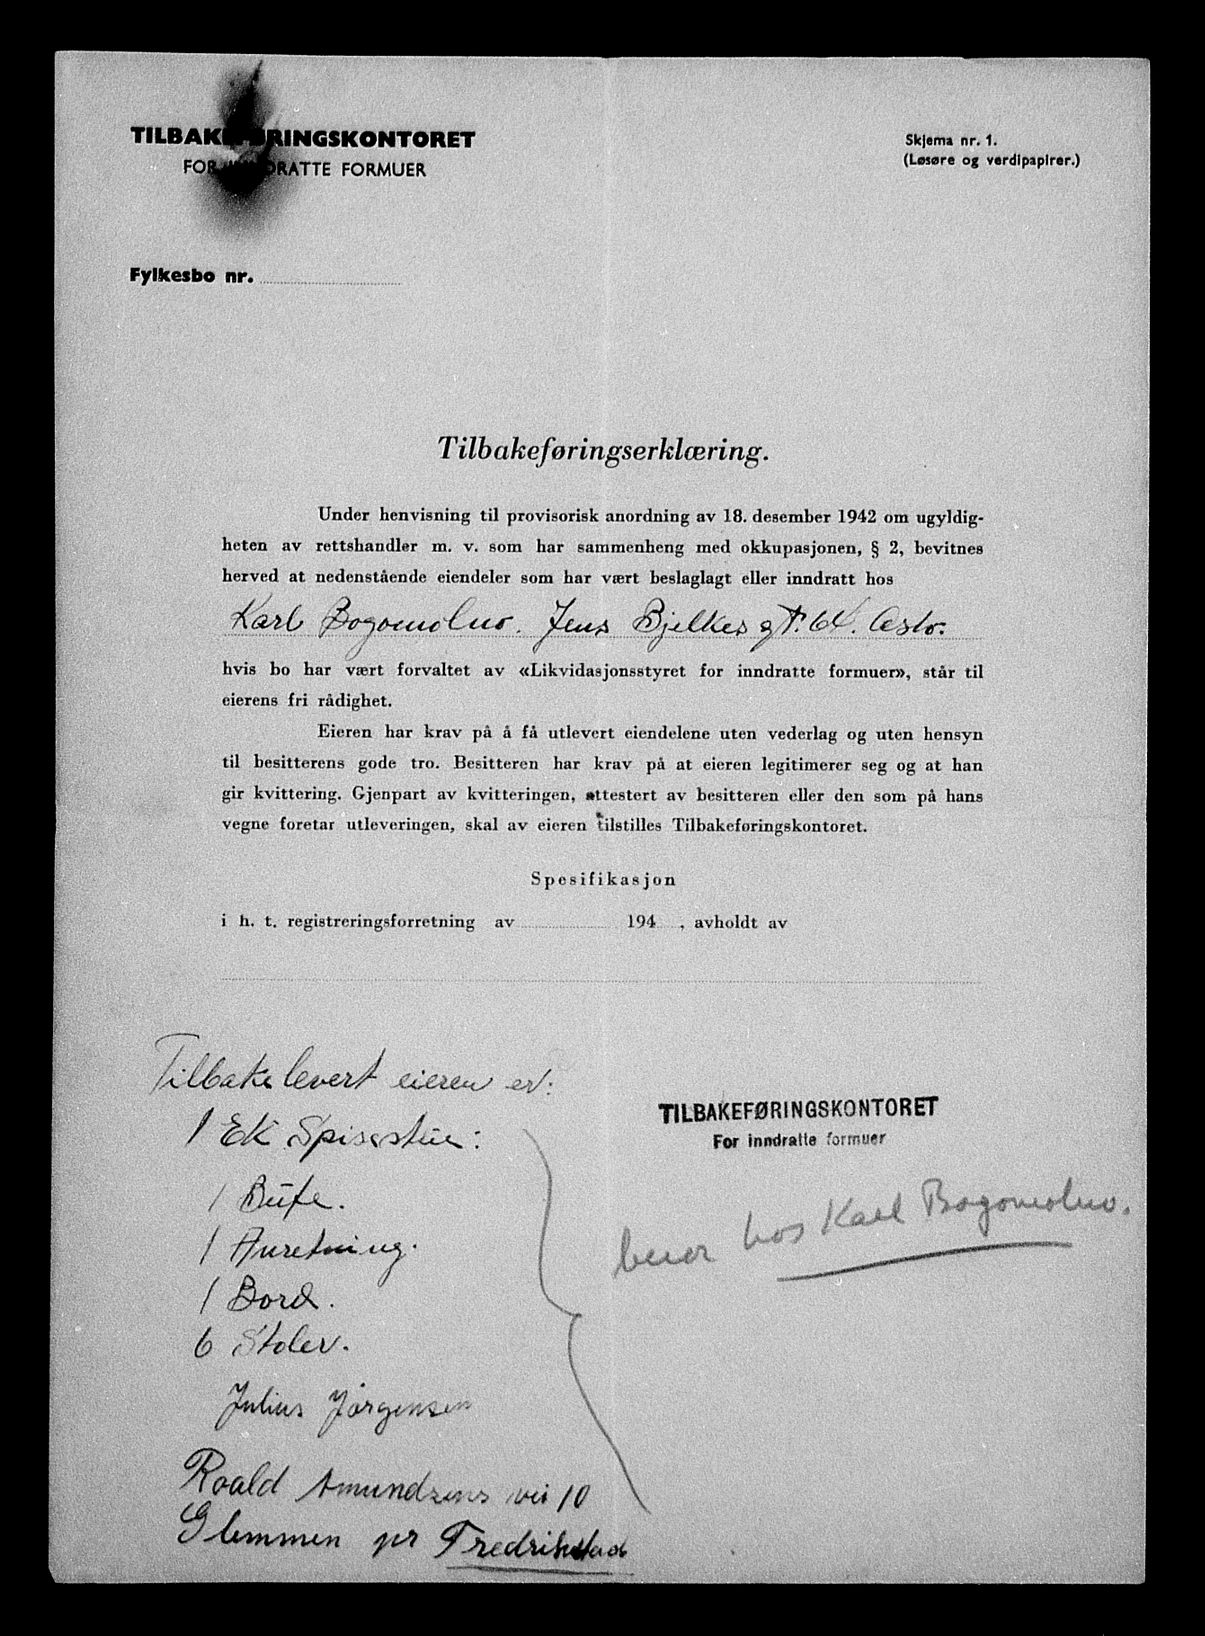 TILBAKEFØRINGSKONTORET
FOR INNDRATTE FORMUER
Skjema nr. 1.
(Løsøre og verdipapirer.)
Fylkesbo nr.
Tilbakeføringserklæring.
Under henvisning til provisorisk anordning av 18. desember 1942 om ugyldig-
heten av rettshandler m. v. som har sammenheng med okkupasjonen, § 2, bevitnes
herved at nedenstående eiendeler som har vært beslaglagt eller inndratt hos
Karl Bogomolno. Jens Bjelkes gt. 64. Oslo.
hvis bo har vært forvaltet av «Likvidasjonsstyret for inndratte formuer», står til
eierens fri rådighet.
Eieren har krav på å få utlevert eiendelene uten vederlag og uten hensyn
til besitterens gode tro. Besitteren har krav på at eieren legitimerer seg og at han
gir kvittering. Gjenpart av kvitteringen, attestert av besitteren eller den som på hans
vegne foretar utleveringen, skal av eieren tilstilles Tilbakeføringskontoret.
Spesifikasjon
i h. t. registreringsforretning av 194 , avholdt av
Tilbakelevert eieren er:
1 Ek Spisestue:
1 Bufe.
1 Anretning.
1 Bord.
6 Stoler.
Julius Jørgensen
Roald Amundsens vei 10
Glemmen pr Fredrikstad
TILBAKEFØRINGSKONTORET
For inndratte formuer
beror hos Karl Bogomolno.